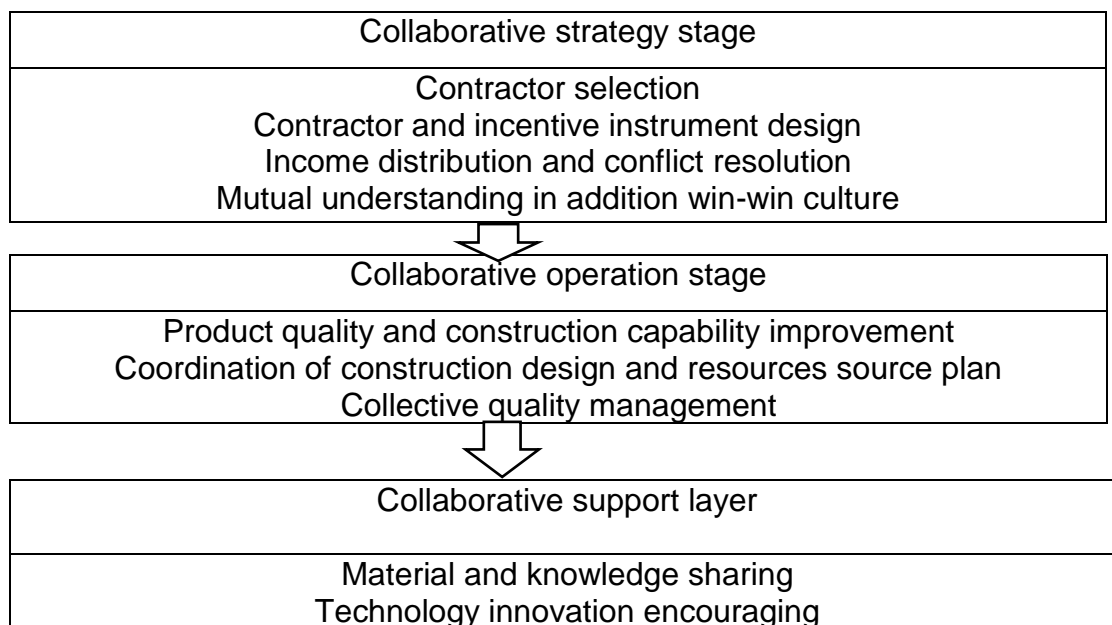 Collaborative strategy stage
Contractor selection
Contractor and incentive instrument design
Income distribution and conflict resolution
Mutual understanding in addition win-win culture
Collaborative operation stage
Product quality and construction capability improvement
Coordination of construction design and resources source plan
Collective quality management
Collaborative support layer
Material and knowledge sharing
Technology innovation encouraging